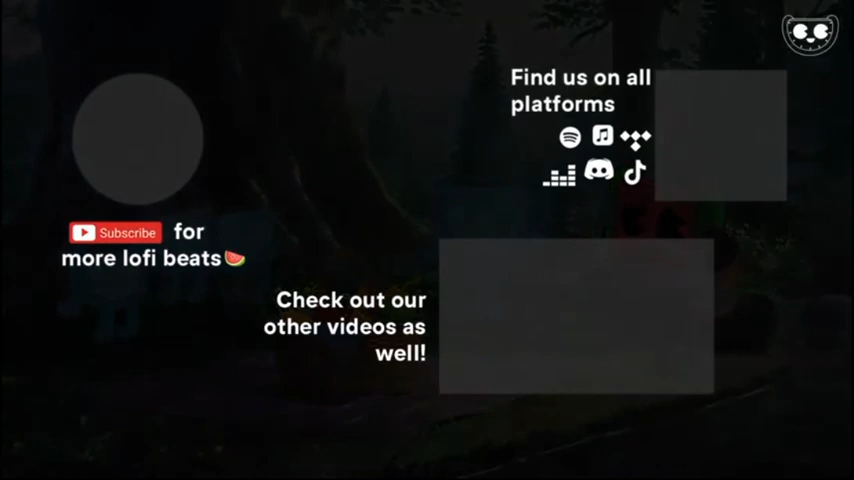 Find us on all
platforms
Subscribe for
more lofi beats🍉
Check out our
other videos as
well!